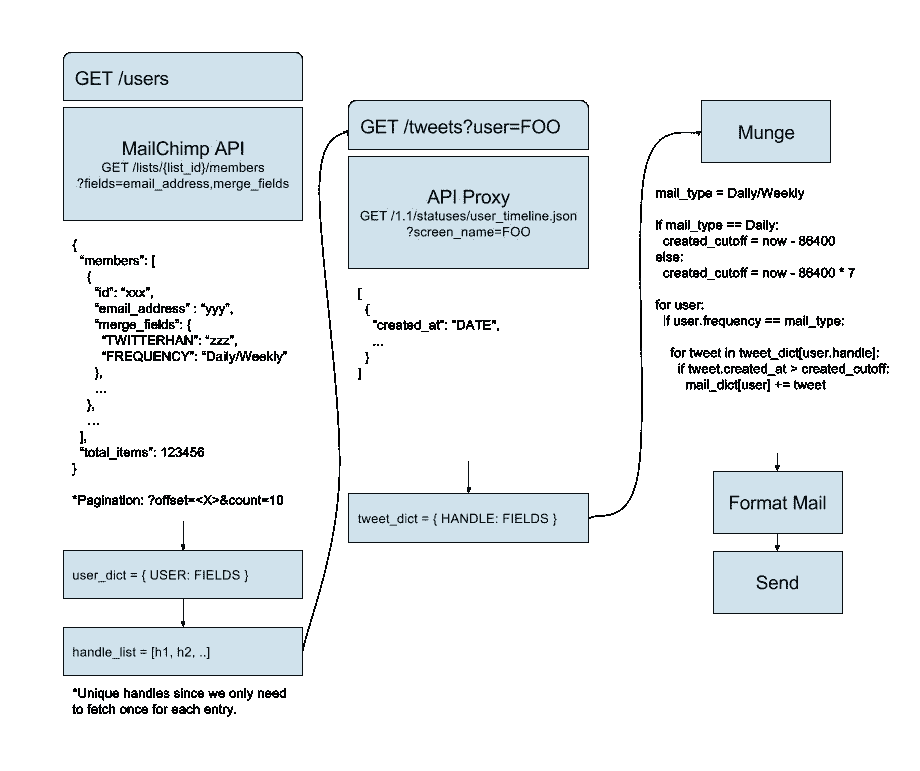 GET /users
MailChimp API
GET /lists/{list_id}/members
?fields=email_address,merge_fields
{
"members": [
{
"id": "xxx",
"email_address" : "yyy",
"merge_fields": {
"TWITTERHAN": "zzz",
"FREQUENCY": "Daily/Weekly"
},
...
},
...
],
"total_items": 123456
}
*Pagination: ?offset=<X>&count=10
user_dict = { USER: FIELDS }
handle_list = [h1, h2, ..]
*Unique handles since we only need
to fetch once for each entry.
GET /tweets?user=FOO
API Proxy
GET /1.1/statuses/user_timeline.json
?screen_name=FOO
[
{
"created_at": "DATE",
...
}
]
tweet_dict = { HANDLE: FIELDS }
Munge
mail_type = Daily/Weekly
If mail_type == Daily:
created_cutoff = now - 86400
else:
created_cutoff = now - 86400 * 7
for user:
If user.frequency == mail_type:
for tweet in tweet_dict[user.handle]:
if tweet.created_at > created_cutoff:
mail_dict[user] += tweet
Format Mail
Send